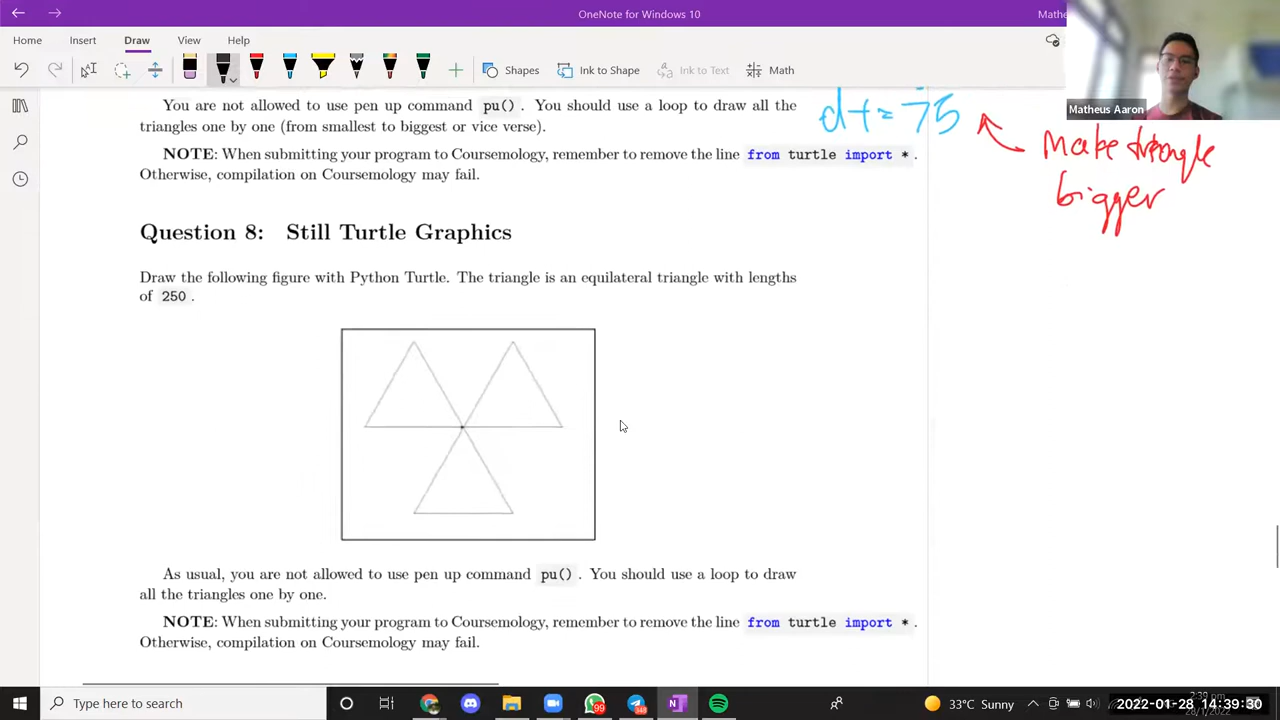 OneNote for Windows 10
Mathe
Home Insert Draw View Help
Shapes Ink to Shape Ink to Text Math
Matheus Aaron
You are not allowed to use pen up command pu() . You should use a loop to draw all the
triangles one by one (from smallest to biggest or vice verse).
dt = 75
Make triangle
bigger
NOTE: When submitting your program to Coursemology, remember to remove the line from turtle import * .
Otherwise, compilation on Coursemology may fail.
Question 8: Still Turtle Graphics
Draw the following figure with Python Turtle. The triangle is an equilateral triangle with lengths
of 250 .
As usual, you are not allowed to use pen up command pu() . You should use a loop to draw
all the triangles one by one.
NOTE: When submitting your program to Coursemology, remember to remove the line from turtle import * .
Otherwise, compilation on Coursemology may fail.
Type here to search
99
33°C Sunny
2022-01-28 14:39:30